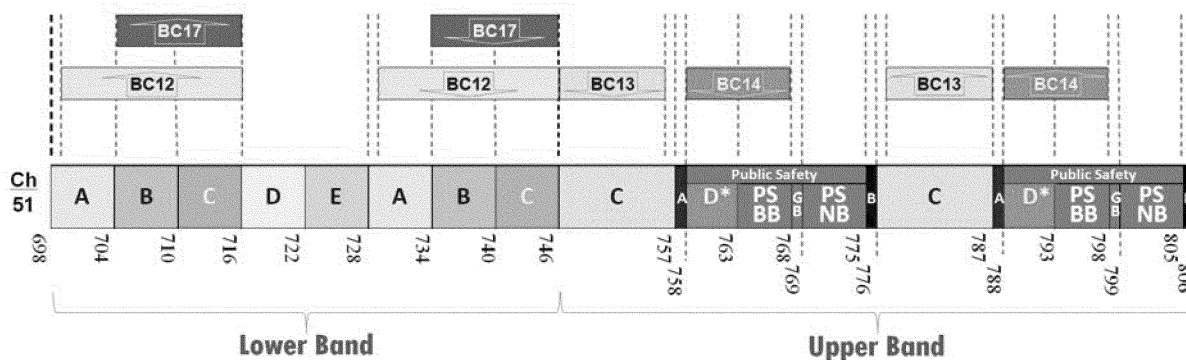 BC17 BC17
BC12 BC12 BC13 BC14 BC13 BC14
Public Safety Public Safety
Ch
51
A B C D E A B C C A D* PS BB G B PS NB B C A D* PS BB G B PS NB
698 704 710 716 722 728 734 740 746 757 758 763 768 769 775 776 787 788 793 798 799 805 806
Lower Band Upper Band